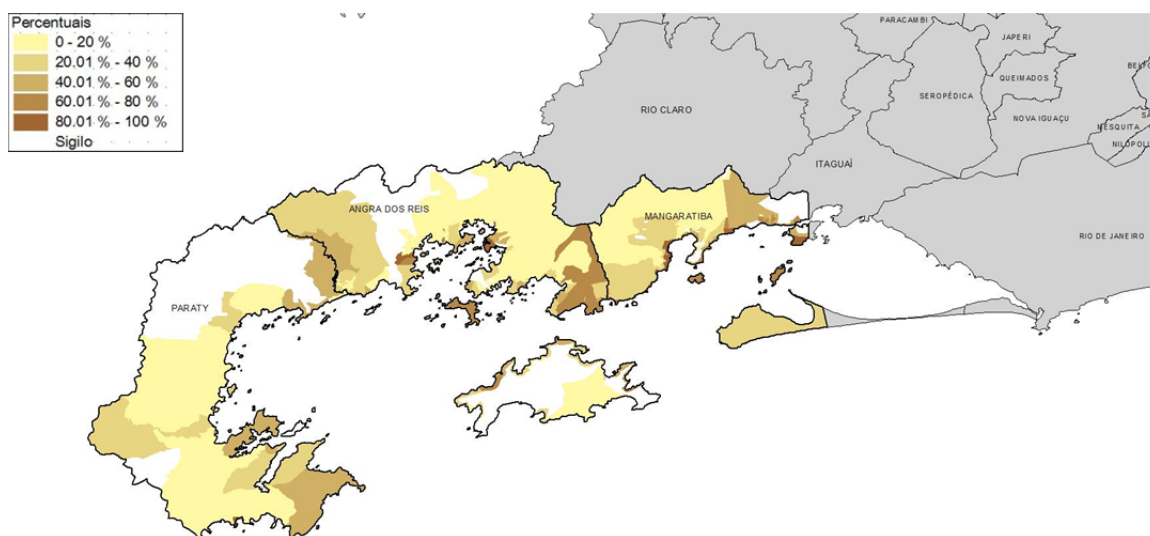 Percentuais
0 - 20 %
20.01 % - 40 %
40.01 % - 60 %
60.01 % - 80 %
80.01 % - 100 %
Sigilo
PARACAMBI
JAPERI
QUEIMADOS
SEROPÉDICA
RIO CLARO
NOVA IGUAÇU
MESQUITA
ITAGUAÍ
ANGRA DOS REIS
MANGARATIBA
RIO DE JANEIRO
PARATY